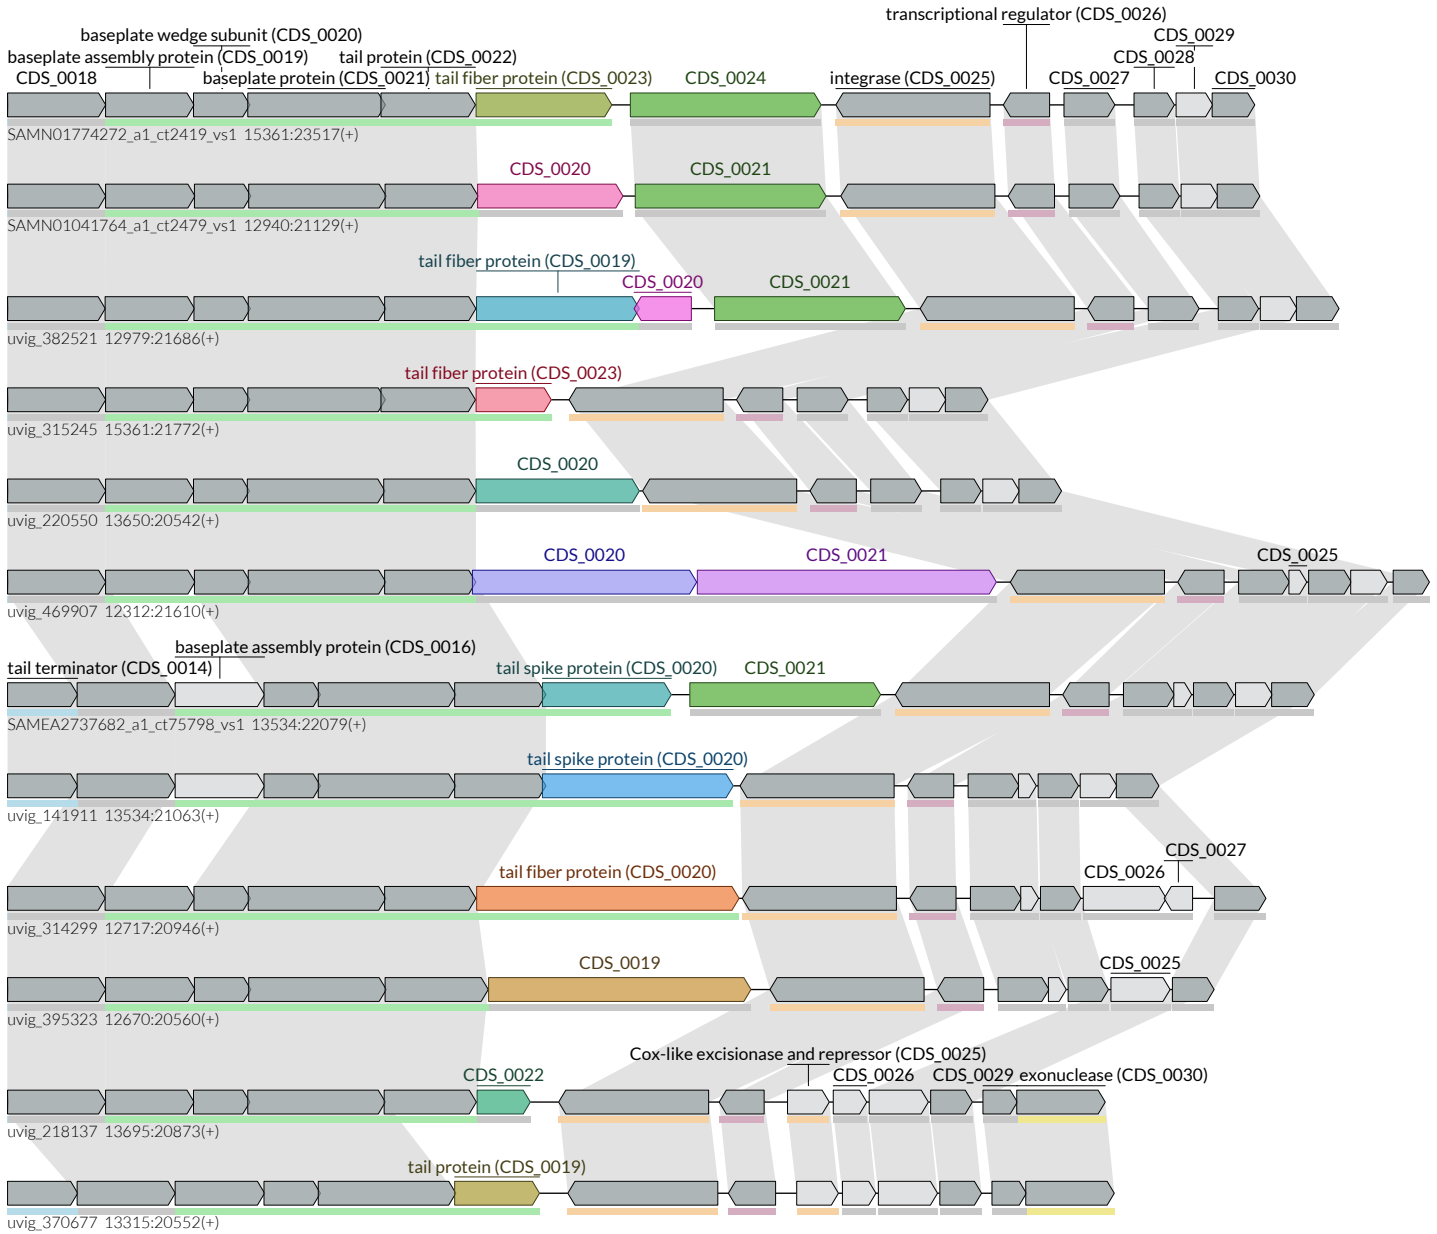 transcriptional regulator (CDS_0026)
baseplate wedge subunit (CDS_0020)
CDS_0029
baseplate assembly protein (CDS_0019)
tail protein (CDS_0022)
CDS_0028
CDS_0018
baseplate protein (CDS_0021)
tail fiber protein (CDS_0023)
CDS_0024
integrase (CDS_0025)
CDS_0027
CDS_0030
SAMN01774272_a1_ct2419_vs1 15361:23517(+)
CDS_0020
CDS_0021
SAMN01041764_a1_ct2479_vs1 12940:21129(+)
tail fiber protein (CDS_0019)
CDS_0020
CDS_0021
uvig_382521 12979:21686(+)
tail fiber protein (CDS_0023)
uvig_315245 15361:21772(+)
CDS_0020
uvig_220550 13650:20542(+)
CDS_0020
CDS_0021
CDS_0025
uvig_469907 12312:21610(+)
baseplate assembly protein (CDS_0016)
tail terminator (CDS_0014)
tail spike protein (CDS_0020)
CDS_0021
SAMEA2737682_a1_ct75798_vs1 13534:22079(+)
tail spike protein (CDS_0020)
uvig_141911 13534:21063(+)
CDS_0027
tail fiber protein (CDS_0020)
CDS_0026
uvig_314299 12717:20946(+)
CDS_0019
CDS_0025
uvig_395323 12670:20560(+)
Cox-like excisionase and repressor (CDS_0025)
CDS_0022
CDS_0026
CDS_0029
exonuclease (CDS_0030)
uvig_218137 13695:20873(+)
tail protein (CDS_0019)
uvig_370677 13315:20552(+)